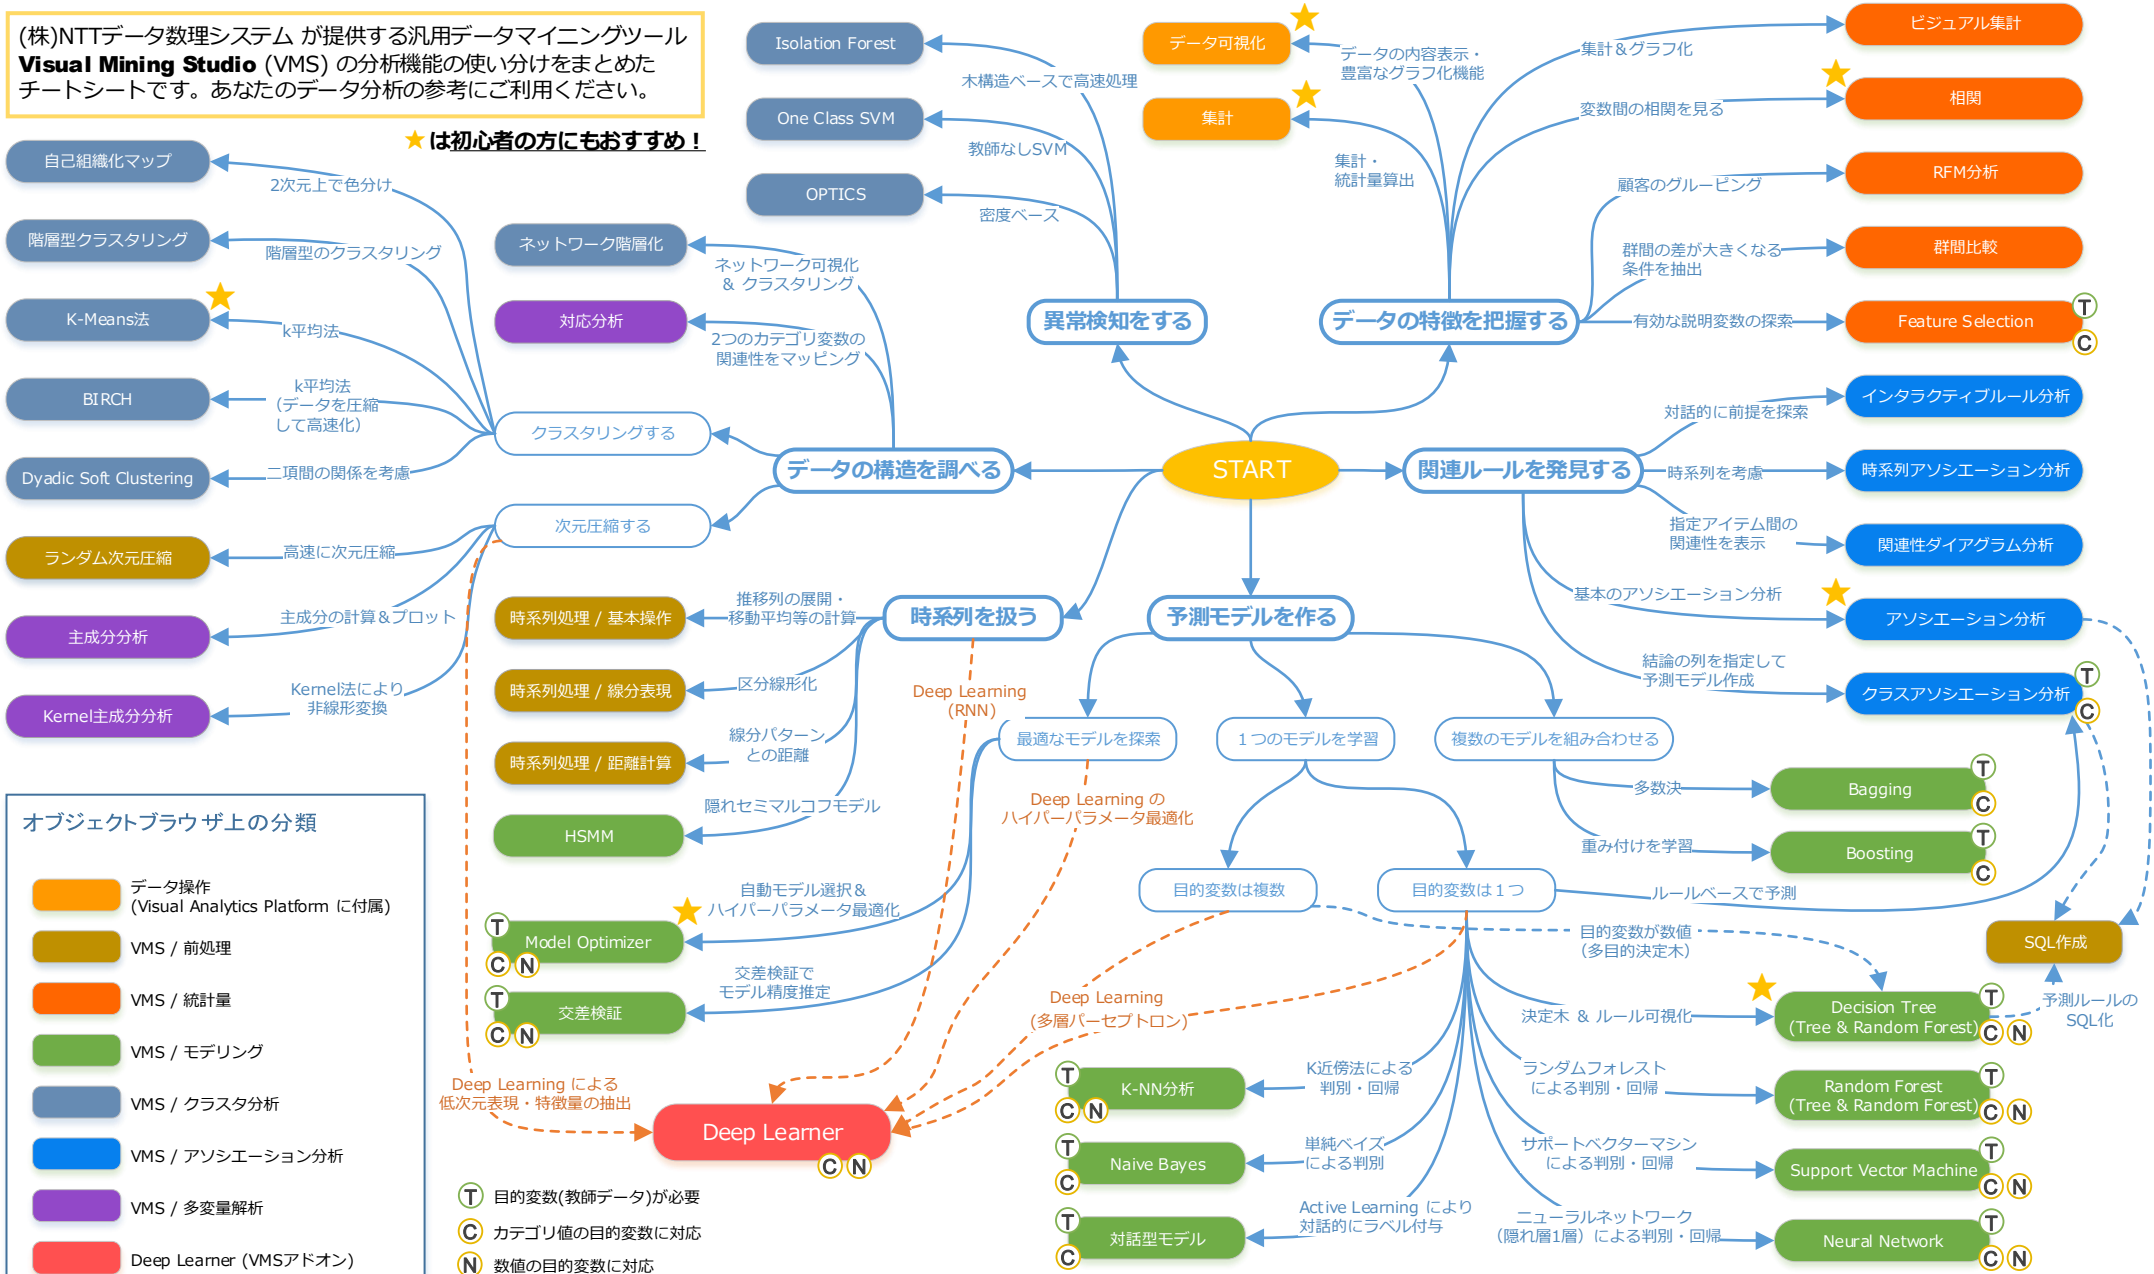 (株)NTTデータ数理システム が提供する汎用データマイニングツール
Visual Mining Studio (VMS) の分析機能の使い分けをまとめた
チートシートです。あなたのデータ分析の参考にご利用ください。
★は初心者の方にもおすすめ！
自己組織化マップ
2次元上で色分け
階層型クラスタリング
階層型のクラスタリング
K-Means法
k平均法
BIRCH
k平均法
（データを圧縮
して高速化）
Dyadic Soft Clustering
二項間の関係を考慮
クラスタリングする
ランダム次元圧縮
高速に次元圧縮
次元圧縮する
主成分分析
主成分の計算＆プロット
Kernel主成分分析
Kernel法により
非線形変換
Isolation Forest
木構造ベースで高速処理
One Class SVM
教師なしSVM
OPTICS
密度ベース
ネットワーク階層化
ネットワーク可視化
& クラスタリング
対応分析
2つのカテゴリ変数の
関連性をマッピング
異常検知をする
データ可視化
データの内容表示・
豊富なグラフ化機能
集計
集計・
統計量算出
データの特徴を把握する
集計＆グラフ化
ビジュアル集計
変数間の相関を見る
相関
顧客のグルーピング
RFM分析
群間の差が大きくなる
条件を抽出
群間比較
有効な説明変数の探索
Feature Selection
T
C
データの構造を調べる
START
関連ルールを発見する
対話的に前提を探索
インタラクティブルール分析
時系列を考慮
時系列アソシエーション分析
指定アイテム間の
関連性を表示
関連性ダイアグラム分析
基本のアソシエーション分析
アソシエーション分析
結論の列を指定して
予測モデル作成
クラスアソシエーション分析
T
C
時系列を扱う
時系列処理 / 基本操作
推移列の展開・
移動平均等の計算
時系列処理 / 線分表現
区分線形化
時系列処理 / 距離計算
線分パターン
との距離
HSMM
隠れセミマルコフモデル
Deep Learning
(RNN)
予測モデルを作る
最適なモデルを探索
１つのモデルを学習
複数のモデルを組み合わせる
多数決
Bagging
T
C
重み付けを学習
Boosting
T
C
Deep Learning の
ハイパーパラメータ最適化
自動モデル選択＆
ハイパーパラメータ最適化
T
Model Optimizer
C N
交差検証で
モデル精度推定
T
交差検証
C N
目的変数は複数
目的変数は１つ
ルールベースで予測
目的変数が数値
（多目的決定木）
SQL作成
予測ルールの
SQL化
Deep Learning
(多層パーセプトロン)
決定木 & ルール可視化
Decision Tree
(Tree & Random Forest)
T
C N
K近傍法による
判別・回帰
T
K-NN分析
C N
ランダムフォレスト
による判別・回帰
Random Forest
(Tree & Random Forest)
T
C N
単純ベイズ
による判別
T
Naive Bayes
C
サポートベクターマシン
による判別・回帰
Support Vector Machine
T
C N
Active Learning により
対話的にラベル付与
T
対話型モデル
C
ニューラルネットワーク
（隠れ層1層）による判別・回帰
Neural Network
T
C N
Deep Learning による
低次元表現・特徴量の抽出
Deep Learner
C N
オブジェクトブラウザ上の分類
データ操作
(Visual Analytics Platform に付属)
VMS / 前処理
VMS / 統計量
VMS / モデリング
VMS / クラスタ分析
VMS / アソシエーション分析
VMS / 多変量解析
Deep Learner (VMSアドオン)
T 目的変数(教師データ)が必要
C カテゴリ値の目的変数に対応
N 数値の目的変数に対応